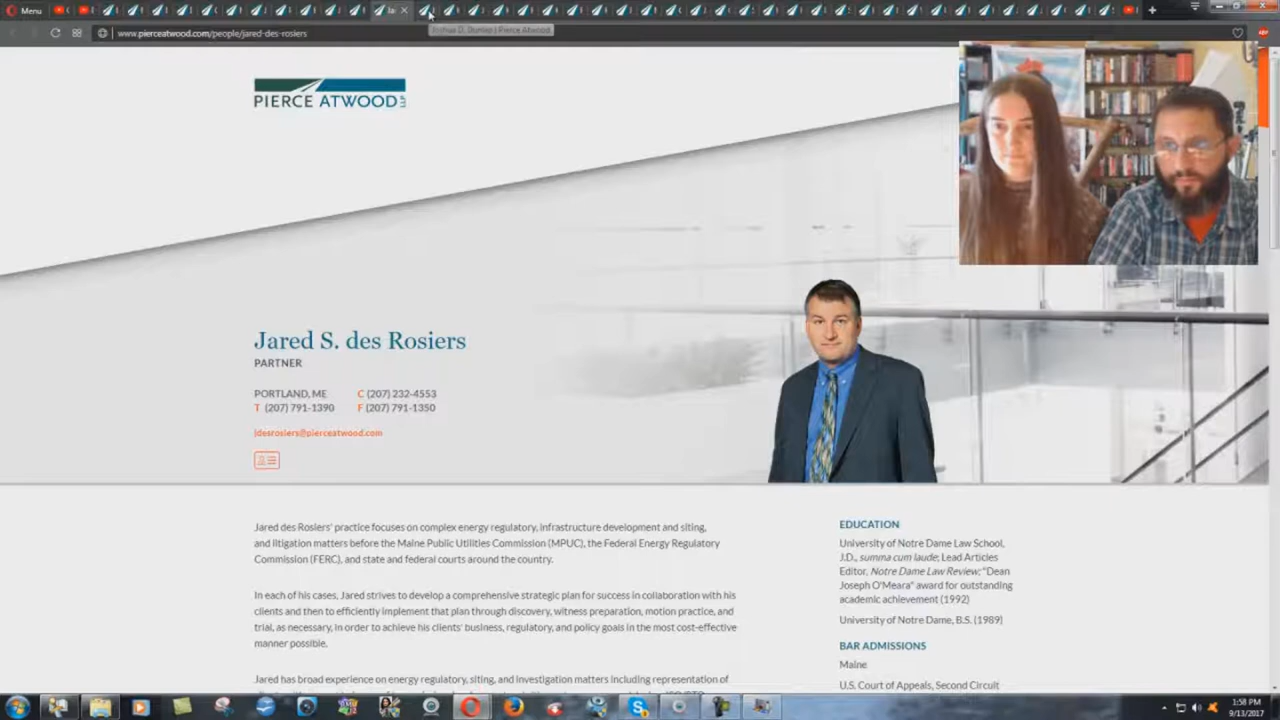 Menu
www.pierceatwood.com/people/jared-des-rosiers
Joshua D. Dunlap | Pierce Atwood
PIERCE ATWOOD LLP
Jared S. des Rosiers
PARTNER
PORTLAND, ME
C (207) 232-4553
T (207) 791-1390
F (207) 791-1350
jdesrosiers@pierceatwood.com
Jared des Rosiers' practice focuses on complex energy regulatory, infrastructure development and siting,
and litigation matters before the Maine Public Utilities Commission (MPUC), the Federal Energy Regulatory
Commission (FERC), and state and federal courts around the country.
In each of his cases, Jared strives to develop a comprehensive strategic plan for success in collaboration with his
clients and then to efficiently implement that plan through discovery, witness preparation, motion practice, and
trial, as necessary, in order to achieve his clients' business, regulatory, and policy goals in the most cost-effective
manner possible.
Jared has broad experience on energy regulatory, siting, and investigation matters including representation of
EDUCATION
University of Notre Dame Law School,
J.D., summa cum laude; Lead Articles
Editor, Notre Dame Law Review; "Dean
Joseph O'Meara" award for outstanding
academic achievement (1992)
University of Notre Dame, B.S. (1989)
BAR ADMISSIONS
Maine
U.S. Court of Appeals, Second Circuit
1:58 PM
9/13/2017